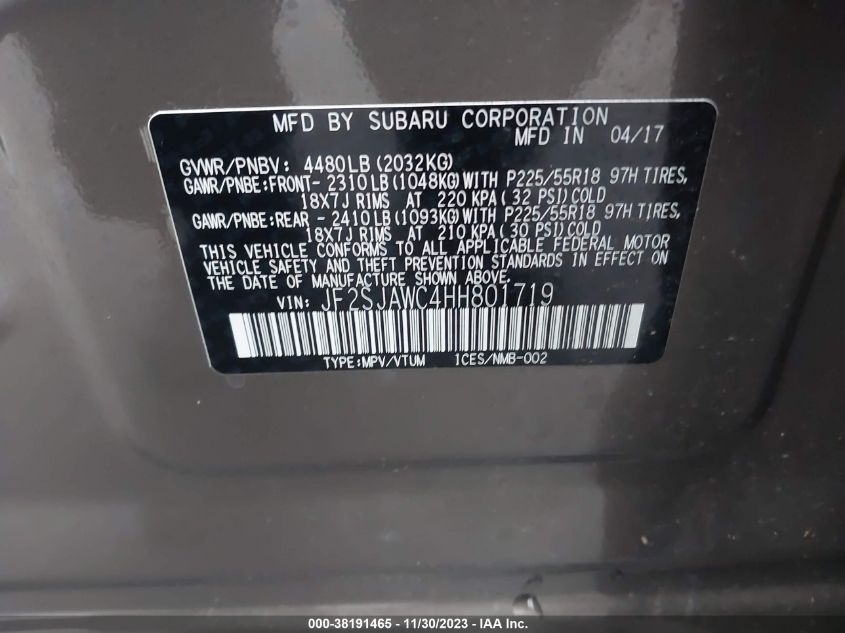 MFD BY SUBARU CORPORATION
MFD IN 04/17
GVWR/PNBV: 4480LB(2032KG)
GAWR/PNBE:FRONT- 2310LB(1048KG)WITH P225/55R18 97H TIRES,
18X7J RIMS AT 220 KPA(32 PSI)COLD
GAWR/PNBE:REAR - 2410LB(1093KG)WITH P225/55R18 97H TIRES,
18X7J RIMS AT 210 KPA(30 PSI)COLD
THIS VEHICLE CONFORMS TO ALL APPLICABLE FEDERAL MOTOR
VEHICLE SAFETY AND THEFT PREVENTION STANDARDS IN EFFECT ON
THE DATE OF MANUFACTURE SHOWN ABOVE.
VIN: JF2SJAWC4HH801719
TYPE:MPV/VTUM 1CES/NMB-002
000-38191465 - 11/30/2023 - IAA Inc.